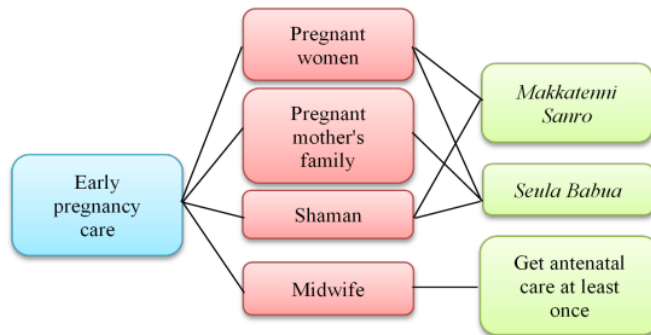 Early
pregnancy
care
Pregnant
women
Pregnant
mother's
family
Shaman
Midwife
Makkatenni
Sanro
Seula Babua
Get antenatal
care at least
once